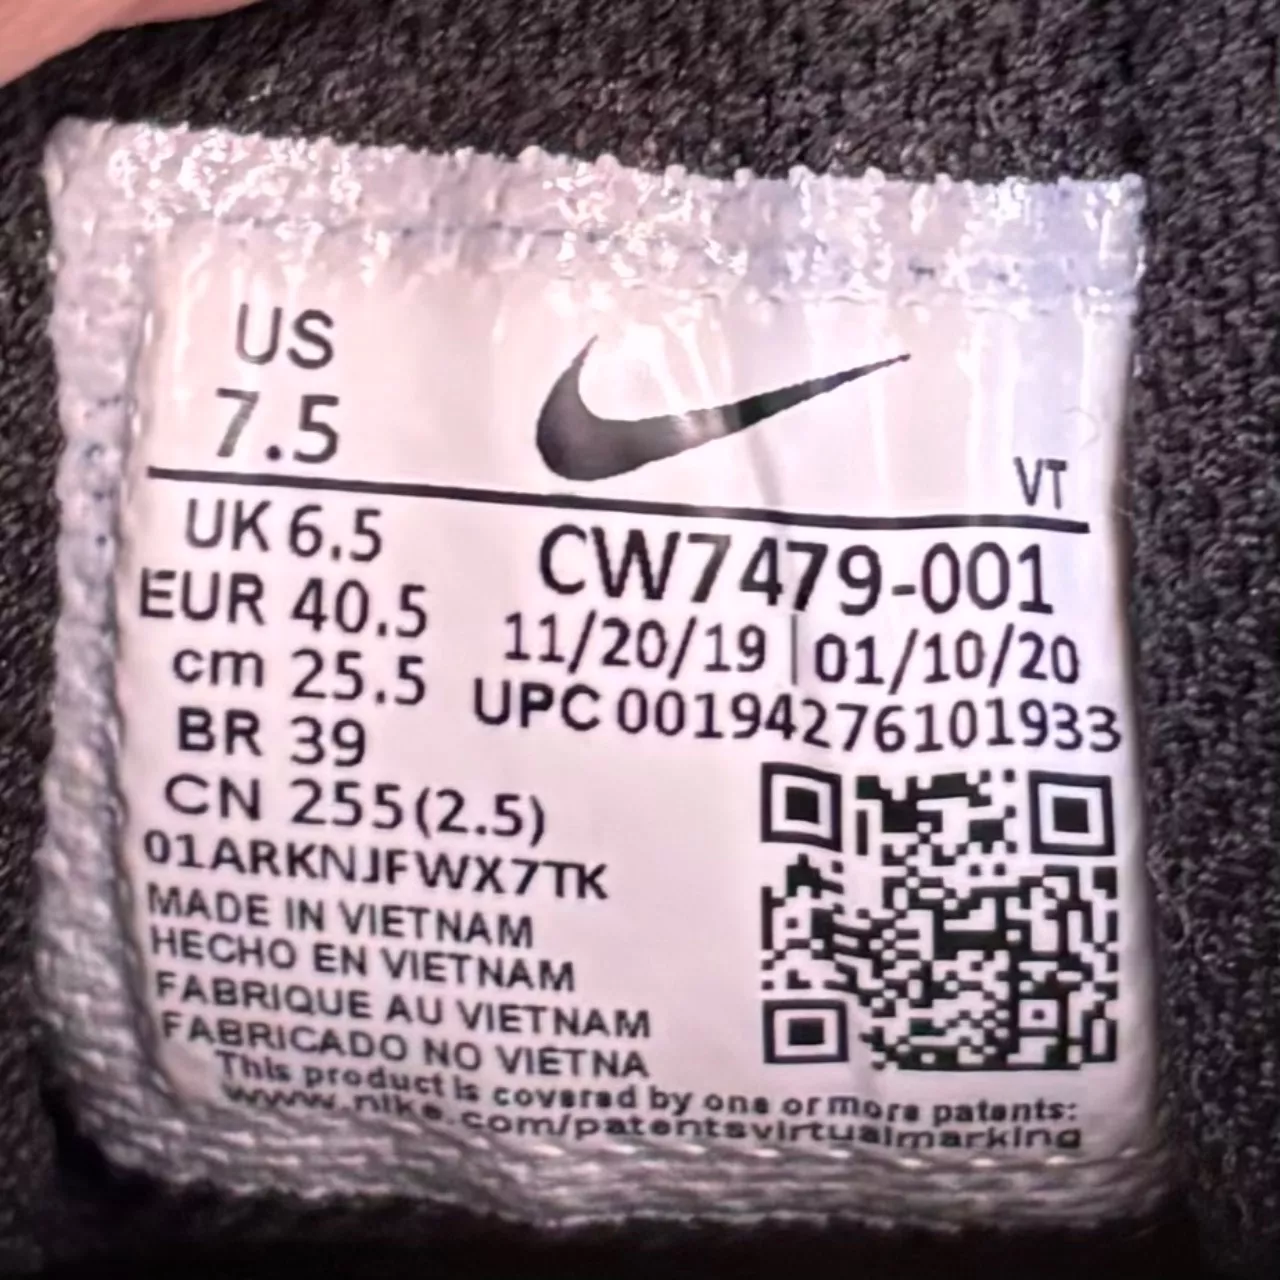 US
7.5
VT
UK 6.5
EUR 40.5
cm 25.5
BR 39
CN 255(2.5)
CW7479-001
11/20/19 | 01/10/20
UPC 00194276101933
01ARKNJFWX7TK
MADE IN VIETNAM
HECHO EN VIETNAM
FABRIQUE AU VIETNAM
FABRICADO NO VIETNA
This product is covered by one or more patents:
www.nike.com/patentsvirtualmarking